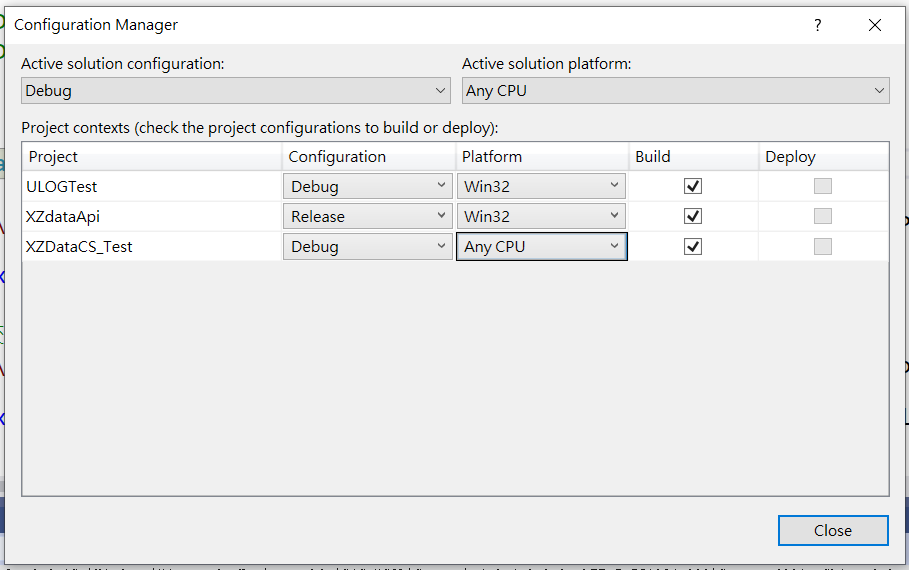 Configuration Manager
Active solution configuration: Active solution platform:
Debug Any CPU
Project contexts (check the project configurations to build or deploy):
Project Configuration Platform Build Deploy
ULOGTest Debug Win32
XZdataApi Release Win32
XZDataCS_Test Debug Any CPU
Close